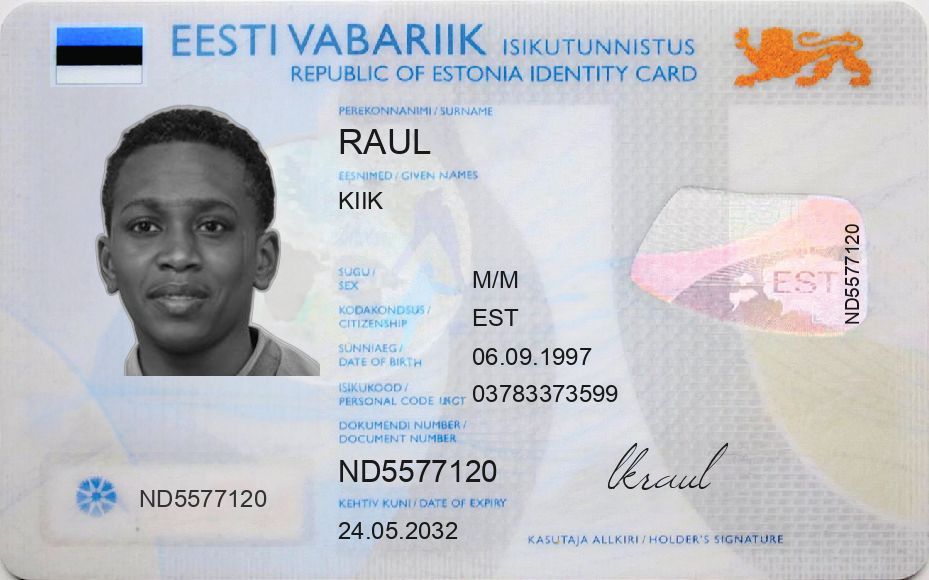 EESTI VABARIIK ISIKUTUNNISTUS
REPUBLIC OF ESTONIA IDENTITY CARD
PEREKONNANIMI / SURNAME
RAUL
EESNIMED / GIVEN NAMES
KIIK
SUGU /
SEX
M/M
KODAKONDSUS /
CITIZENSHIP
EST
SÜNNIAEG /
DATE OF BIRTH
06.09.1997
ISIKUKOOD /
PERSONAL CODE
03783373599
DOKUMENDI NUMBER /
DOCUMENT NUMBER
ND5577120
KEHTIV KUNI / DATE OF EXPIRY
24.05.2032
ND5577120
EST
ND5577120
lkraul
KASUTAJA ALLKIRI / HOLDER'S SIGNATURE